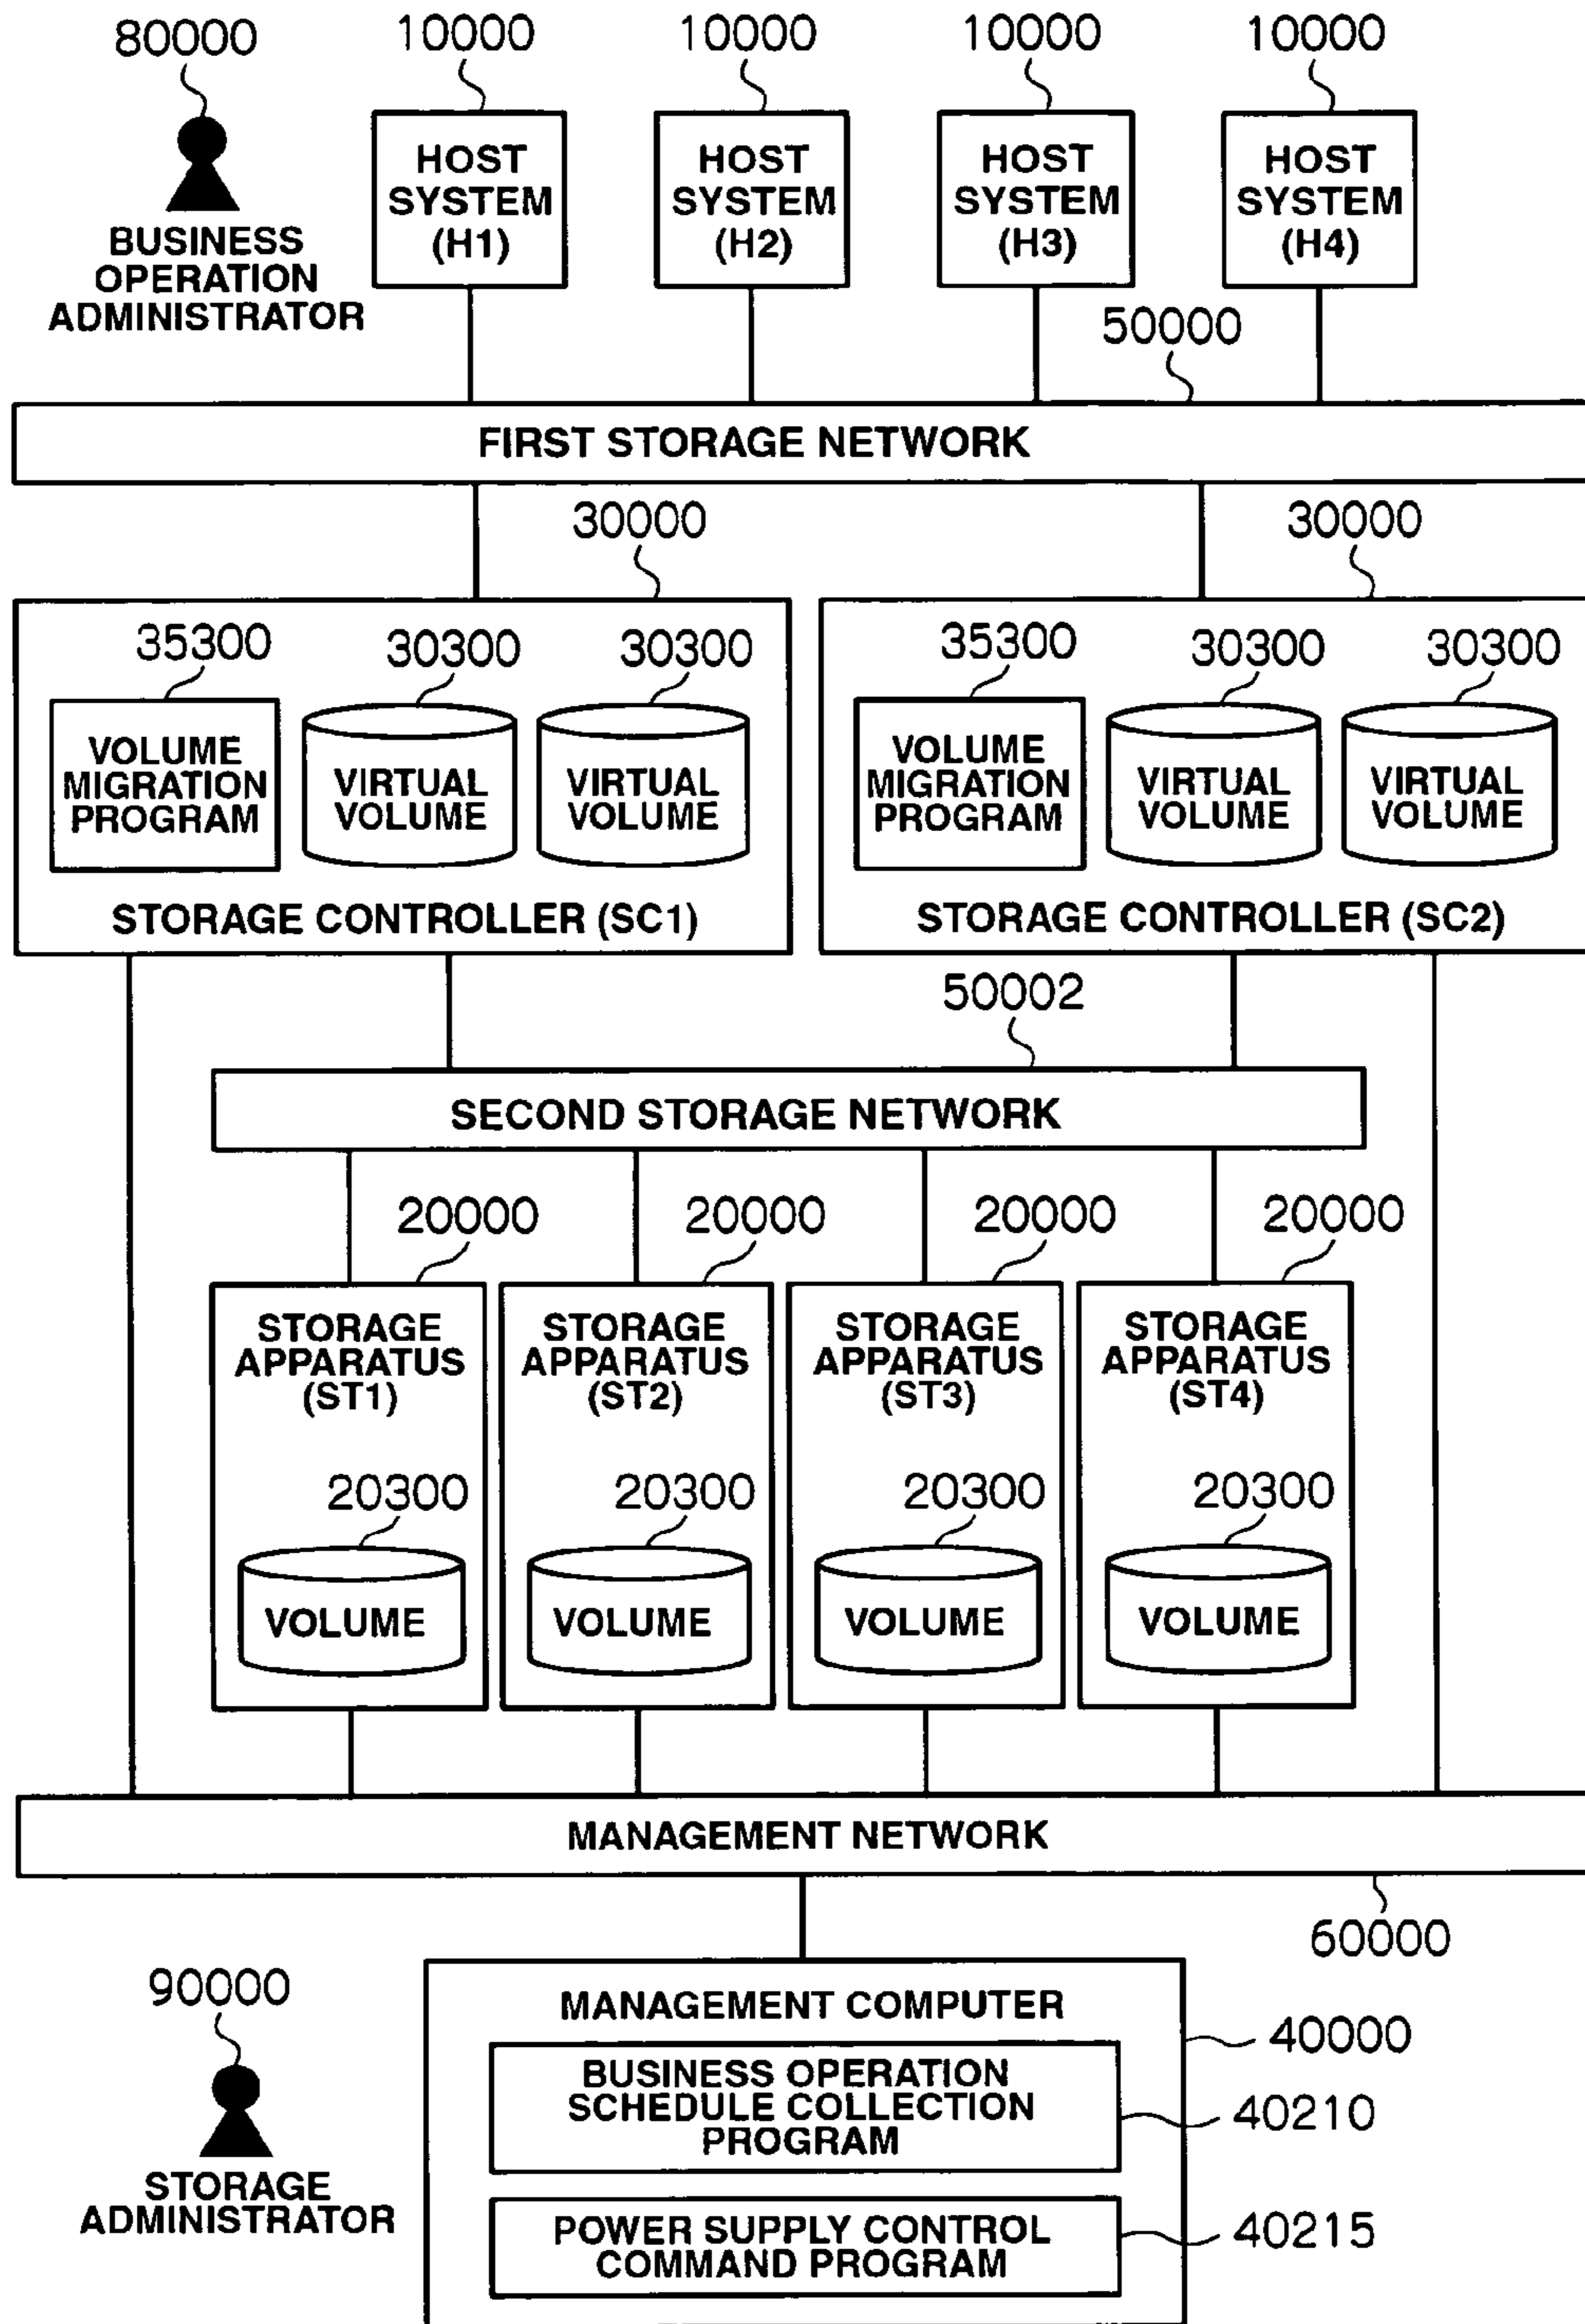 80000
10000
10000
10000
10000
HOST
SYSTEM
(H1)
HOST
SYSTEM
(H2)
HOST
SYSTEM
(H3)
HOST
SYSTEM
(H4)
BUSINESS
OPERATION
ADMINISTRATOR
50000
FIRST STORAGE NETWORK
30000
30000
35300
30300
30300
VOLUME
MIGRATION
PROGRAM
VIRTUAL
VOLUME
VIRTUAL
VOLUME
STORAGE CONTROLLER (SC1)
35300
30300
30300
VOLUME
MIGRATION
PROGRAM
VIRTUAL
VOLUME
VIRTUAL
VOLUME
STORAGE CONTROLLER (SC2)
50002
SECOND STORAGE NETWORK
20000
20000
20000
20000
STORAGE
APPARATUS
(ST1)
20300
VOLUME
STORAGE
APPARATUS
(ST2)
20300
VOLUME
STORAGE
APPARATUS
(ST3)
20300
VOLUME
STORAGE
APPARATUS
(ST4)
20300
VOLUME
MANAGEMENT NETWORK
60000
90000
STORAGE
ADMINISTRATOR
MANAGEMENT COMPUTER
40000
BUSINESS OPERATION
SCHEDULE COLLECTION
PROGRAM
40210
POWER SUPPLY CONTROL
COMMAND PROGRAM
40215